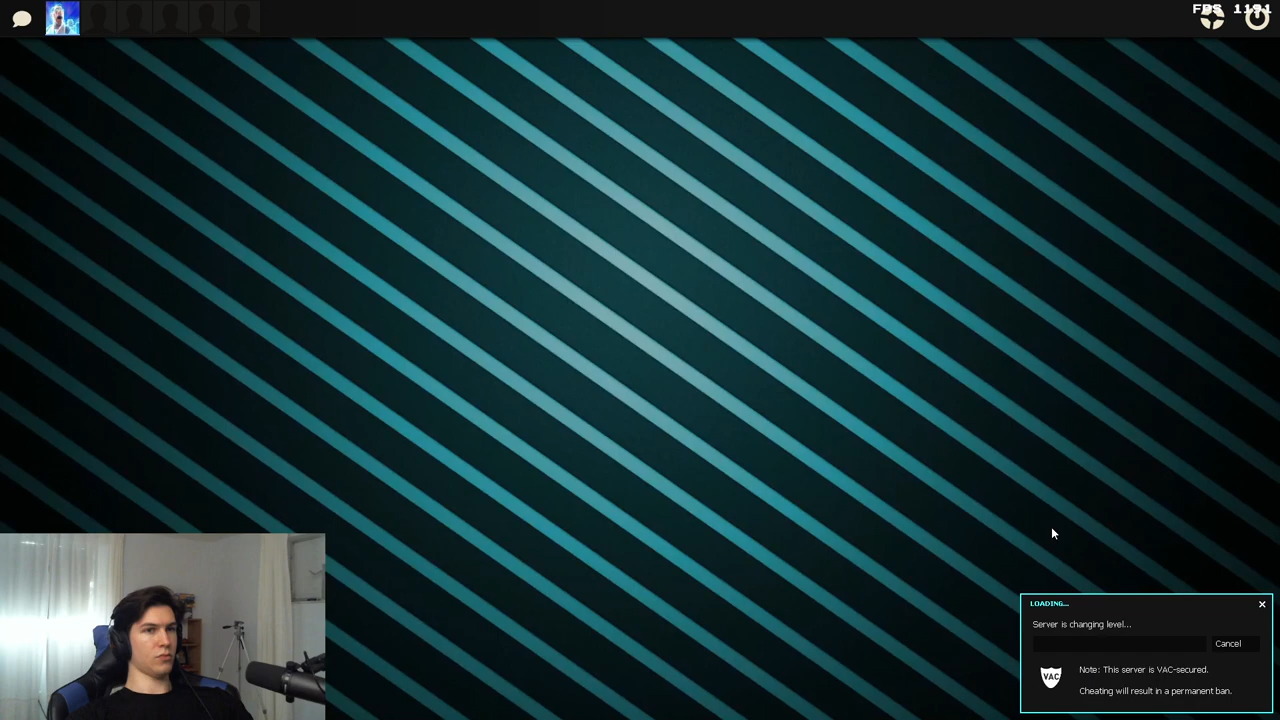 FPS 1191
LOADING...
Server is changing level...
Cancel
VAC
Note: This server is VAC-secured.
Cheating will result in a permanent ban.